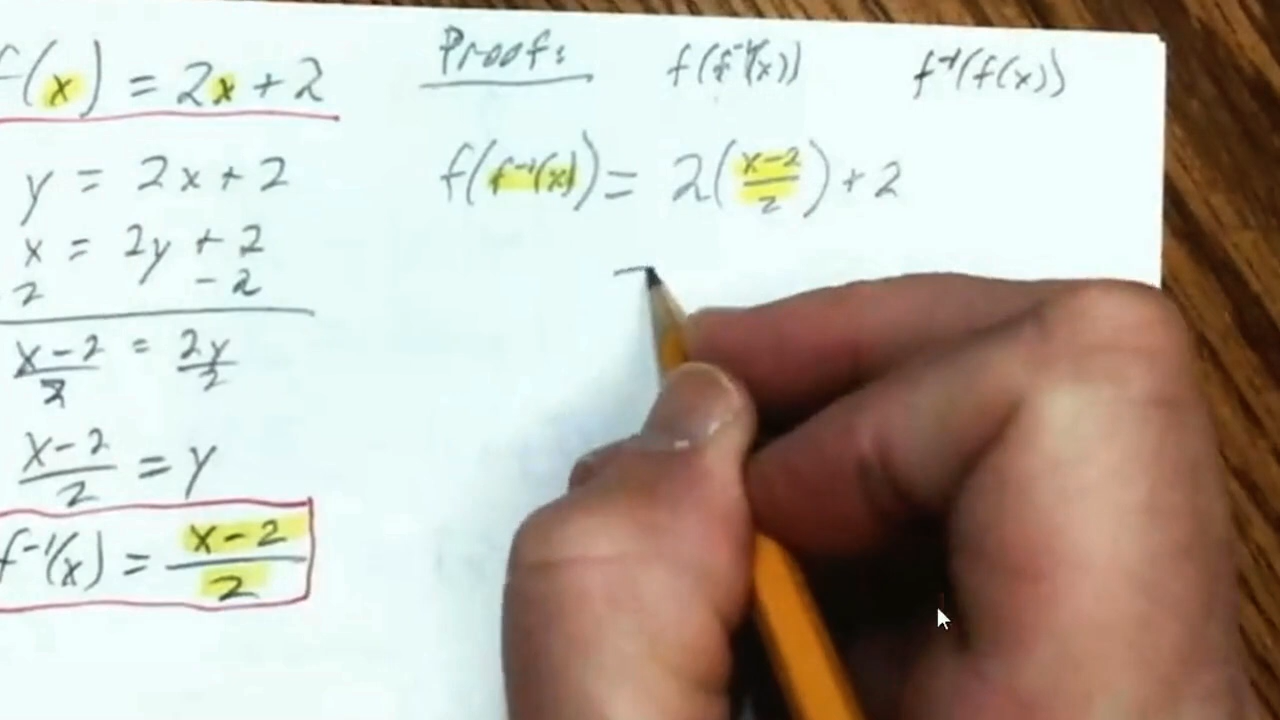 f(x) = 2x + 2
y = 2x + 2
x = 2y + 2
2 - 2
x-2/2 = 2y/2
x-2/2 = y
f⁻¹(x) = x-2/2
Proof: f(f⁻¹(x)) f⁻¹(f(x))
f(f⁻¹(x)) = 2(x-2/2) + 2